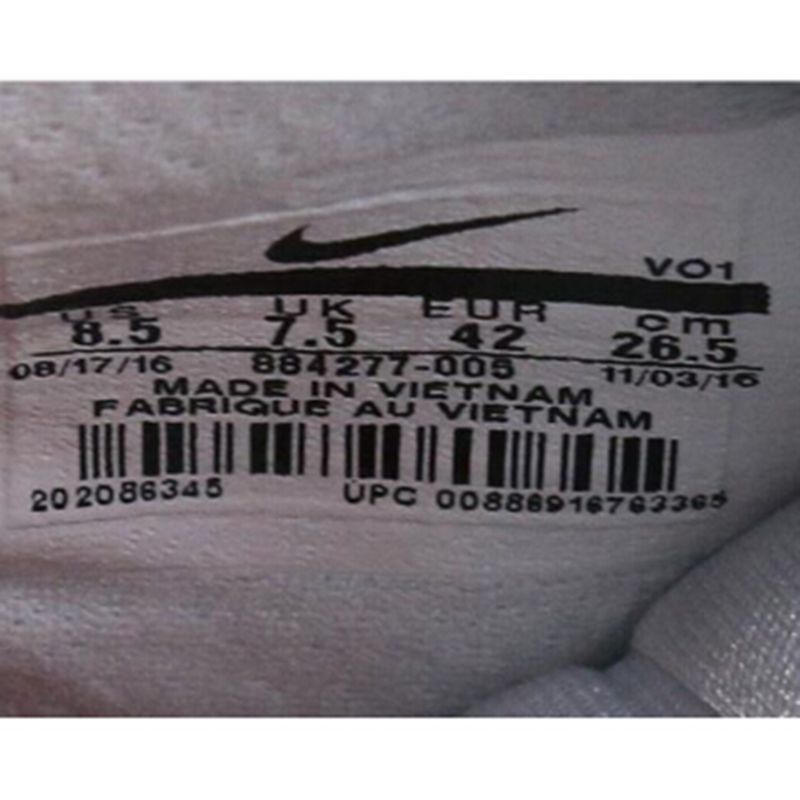 VO1
US UK EUR cm
8.5 7.5 42 26.5
08/17/16 884277-005 11/03/16
MADE IN VIETNAM
FABRIQUE AU VIETNAM
202086345 UPC 00886916763365